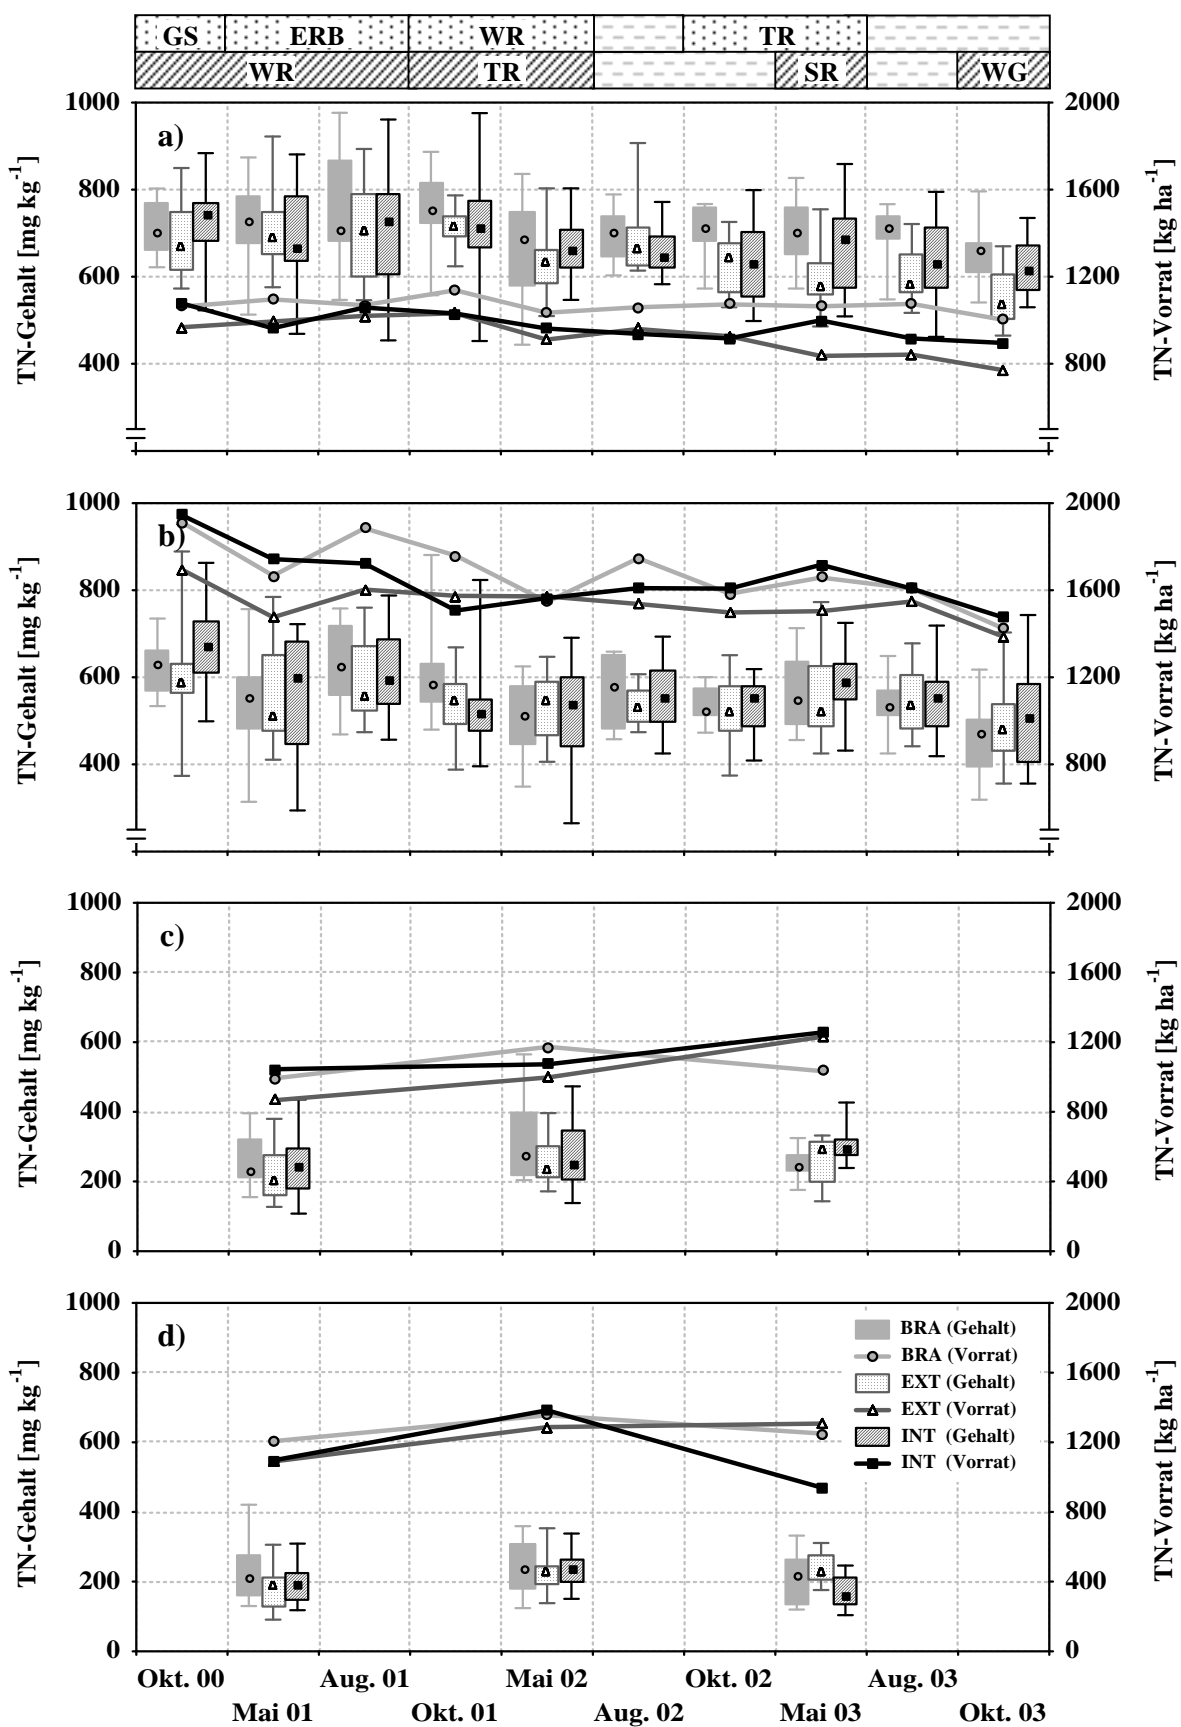 GS ERB WR TR
WR TR SR WG
a)
1000 2000
800 1600
600 1200
400 800
TN-Gehalt [mg kg⁻¹]
TN-Vorrat [kg ha⁻¹]
b)
1000 2000
800 1600
600 1200
400 800
TN-Gehalt [mg kg⁻¹]
TN-Vorrat [kg ha⁻¹]
c)
1000 2000
800 1600
600 1200
400 800
200 400
0 0
TN-Gehalt [mg kg⁻¹]
TN-Vorrat [kg ha⁻¹]
d)
1000 2000
800 1600
600 1200
400 800
200 400
0 0
TN-Gehalt [mg kg⁻¹]
TN-Vorrat [kg ha⁻¹]
BRA (Gehalt)
BRA (Vorrat)
EXT (Gehalt)
EXT (Vorrat)
INT (Gehalt)
INT (Vorrat)
Okt. 00 Aug. 01 Mai 02 Okt. 02 Aug. 03
Mai 01 Okt. 01 Aug. 02 Mai 03 Okt. 03